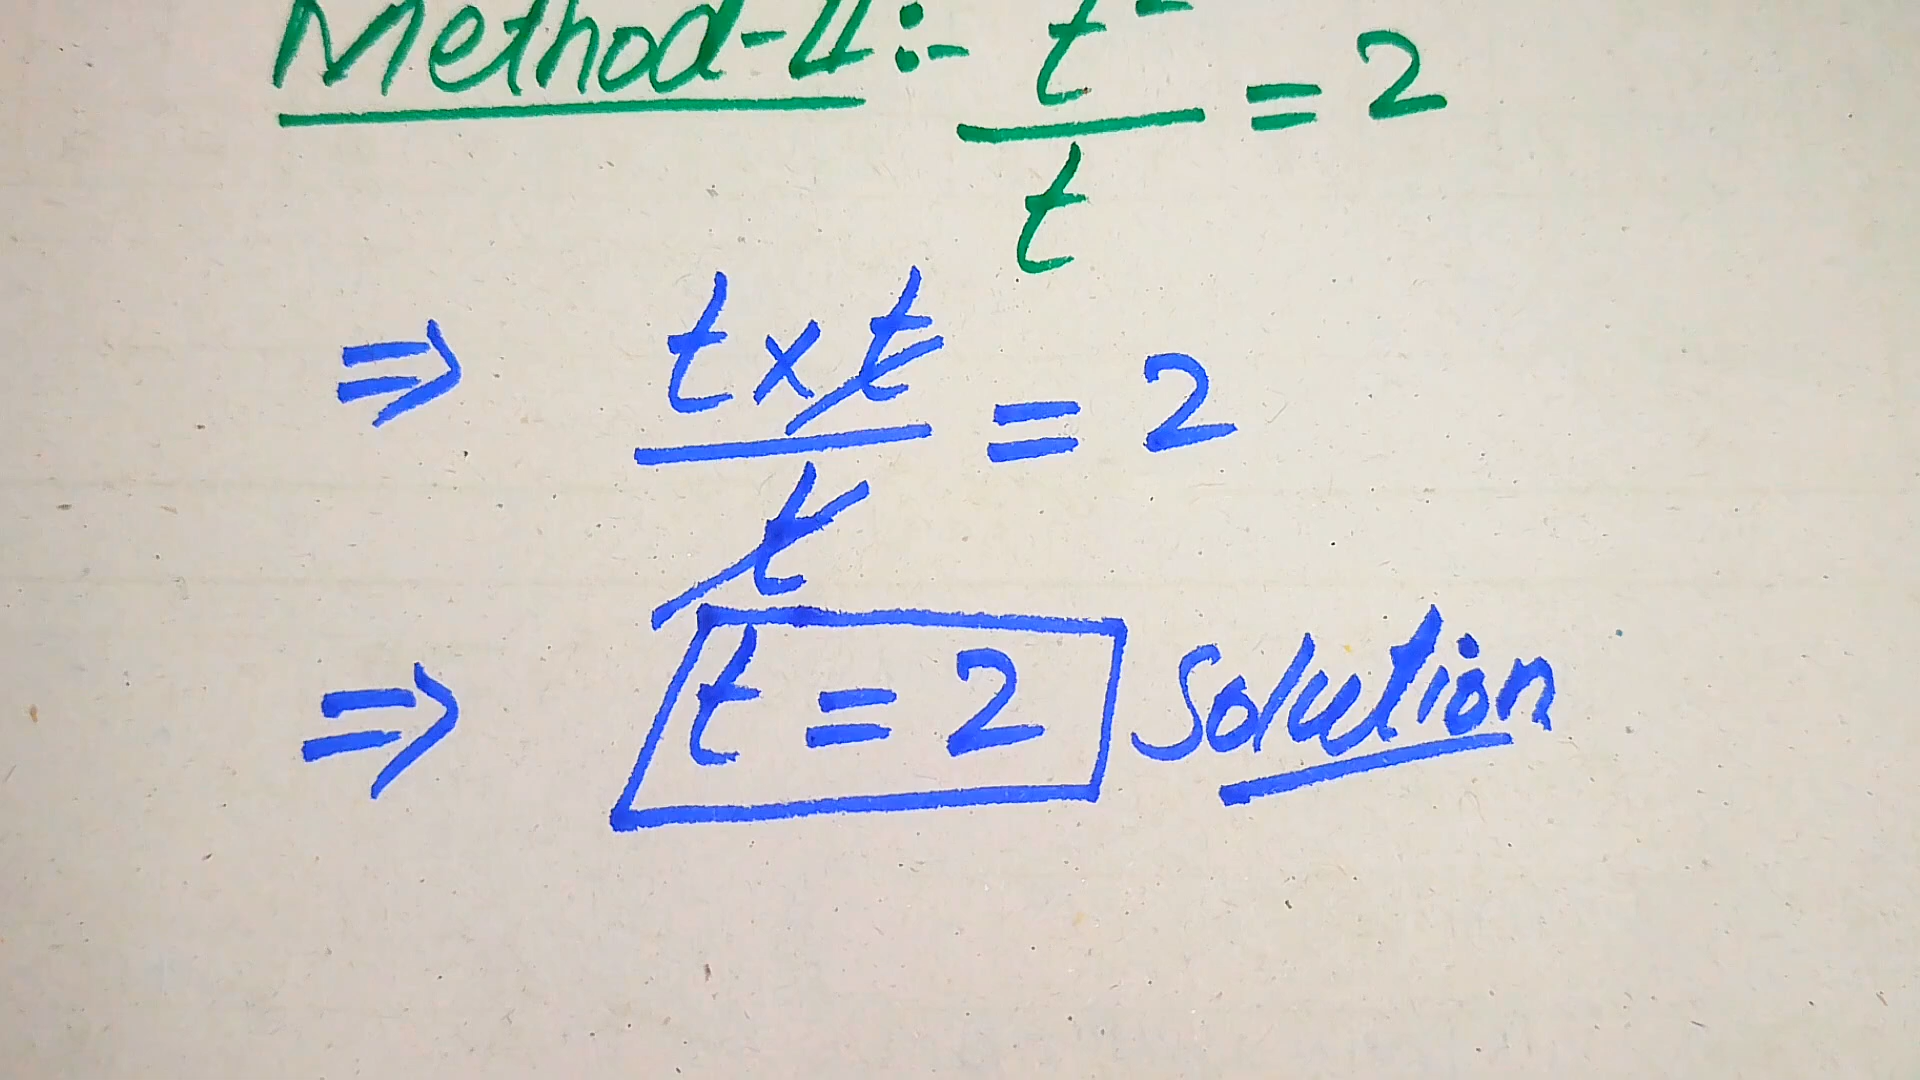 Method-II:- t²/t = 2
⇒ t×t/t = 2
⇒ t = 2 Solution